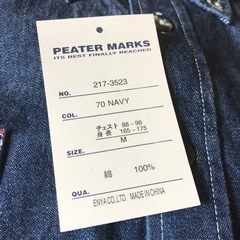 PEATER MARKS
ITS BEST FINALLY REACHED
NO. 217-3523
COL. 70 NAVY
チェスト 88-96
身長 165-175
SIZE. M
綿 100%
QUA.
ENYA CO.,LTD. MADE IN CHINA